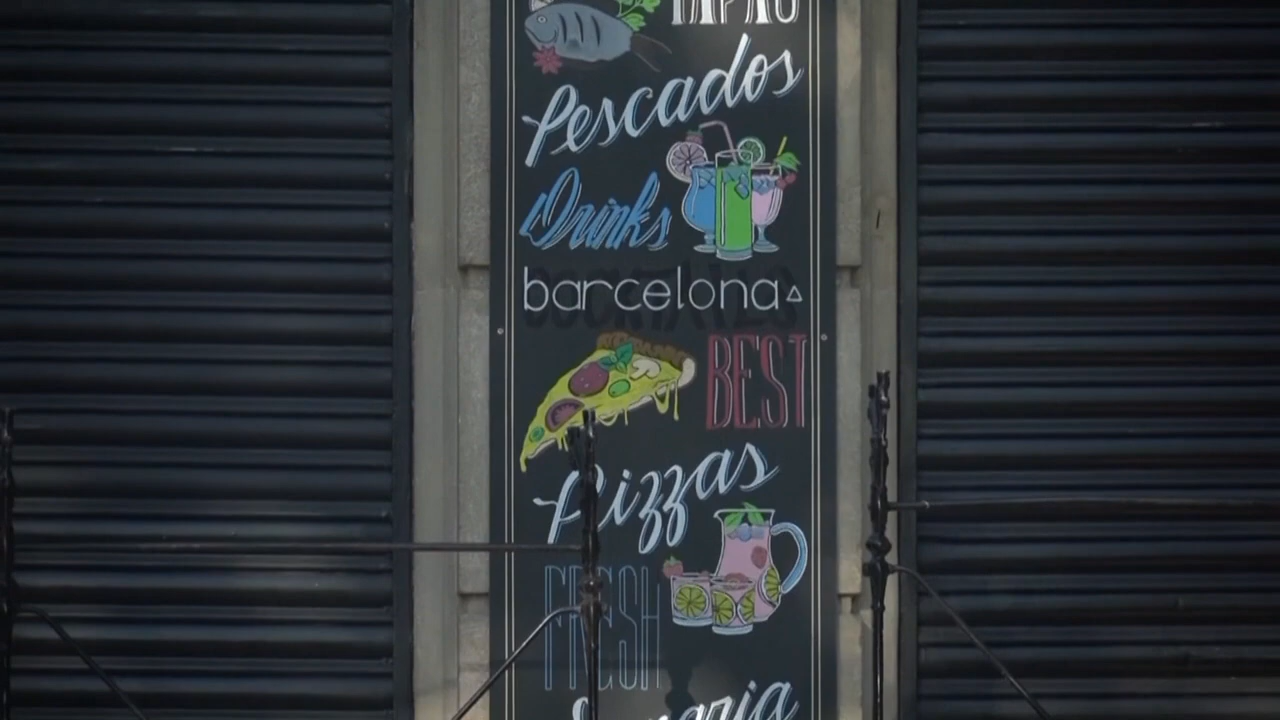 TAPAS
Pescados
Drinks
barcelona
COCKTAILS
BEST
Pizzas
FRESH
Sangria